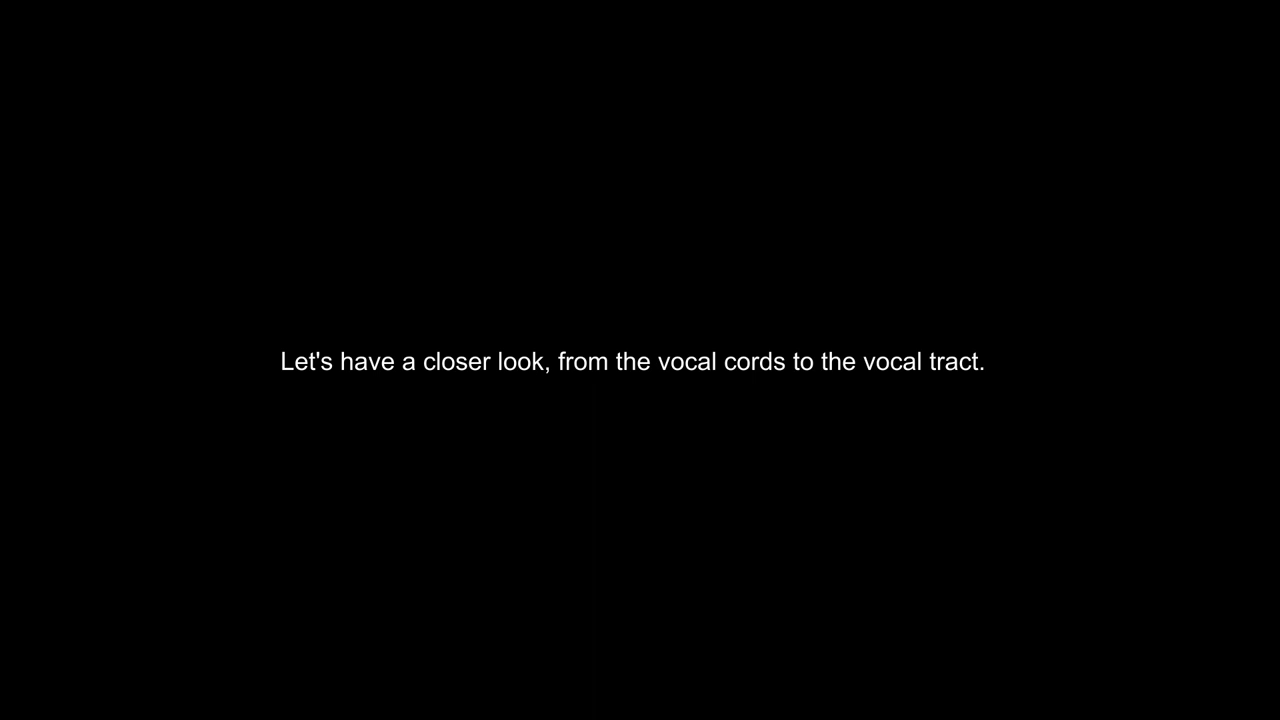 Let's have a closer look, from the vocal cords to the vocal tract.